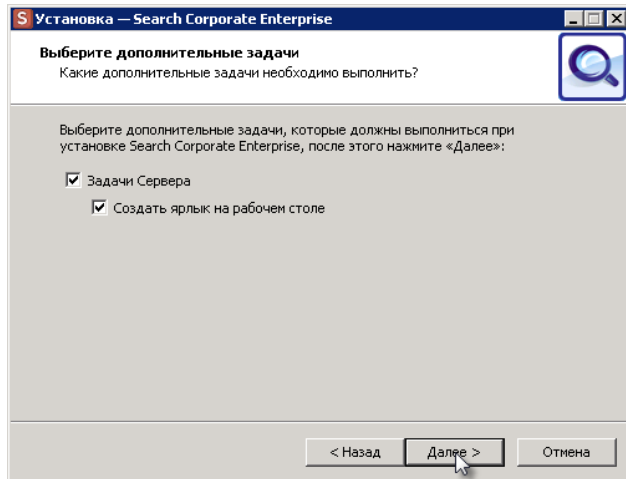 S Установка — Search Corporate Enterprise
Выберите дополнительные задачи
Какие дополнительные задачи необходимо выполнить?
Выберите дополнительные задачи, которые должны выполниться при
установке Search Corporate Enterprise, после этого нажмите «Далее»:
Задачи Сервера
Создать ярлык на рабочем столе
< Назад Далее > Отмена